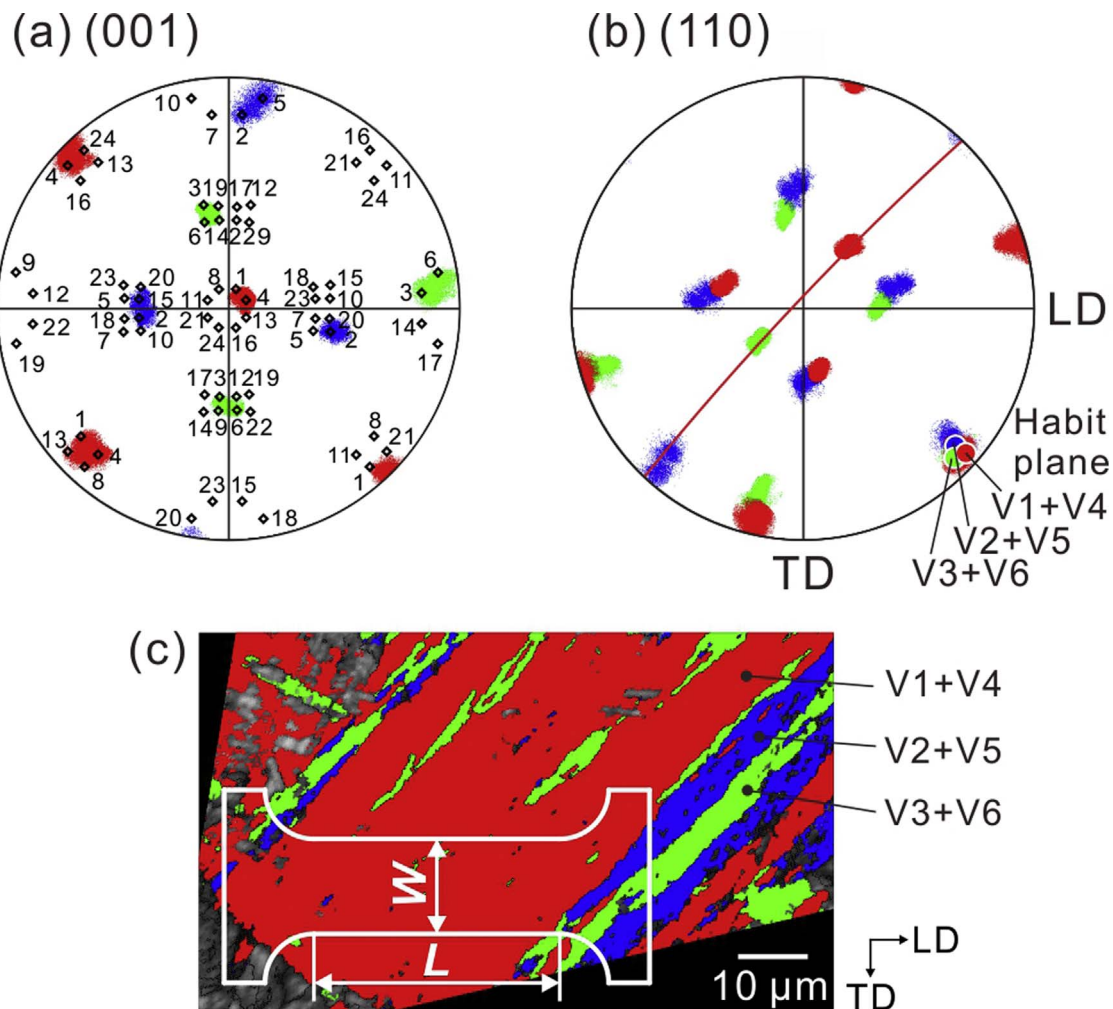 (a) (001)
(b) (110)
10 5
7 2
24
4 13
16
16
21 11
24
3 19 17 12
6 14 2 29
9
12
22
19
23 20
5 15
18 2
7 10
8 1
11 4
21 13
24 16
18 15
23 10
7 20
5 2
6
3
14
17
17 3 12 19
14 9 6 22
1
13 4
8
8
11 21
1
23 15
20 18
LD
TD
Habit
plane
V1+V4
V2+V5
V3+V6
(c)
V1+V4
V2+V5
V3+V6
W
L
10 μm
LD
TD